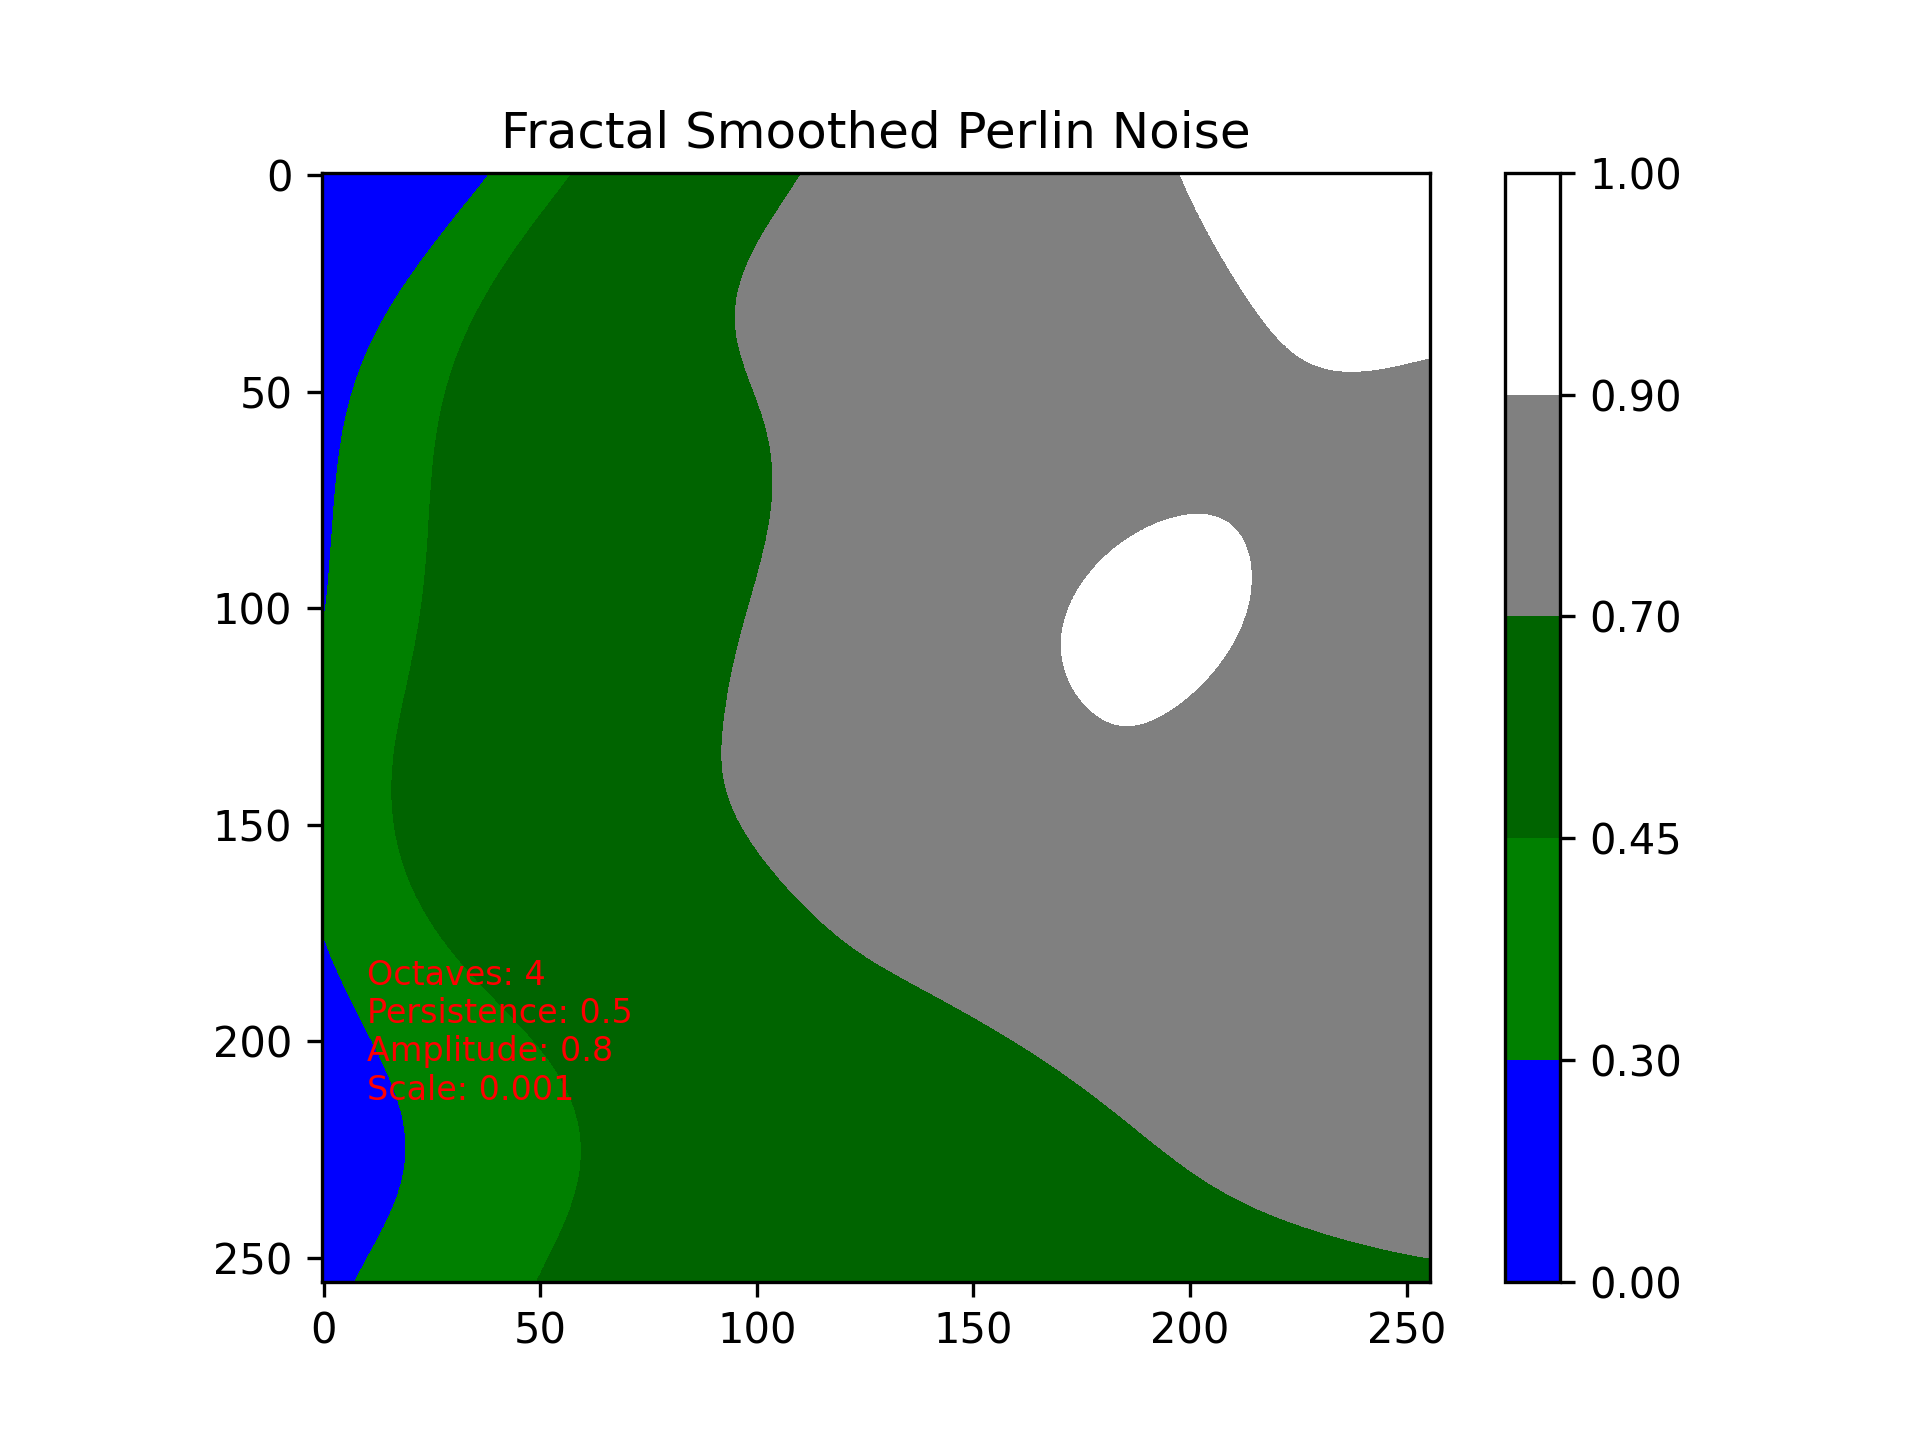 Fractal Smoothed Perlin Noise
0
50
100
150
200
250
Octaves: 4
Persistence: 0.5
Amplitude: 0.8
Scale: 0.001
0 50 100 150 200 250
1.00
0.90
0.70
0.45
0.30
0.00